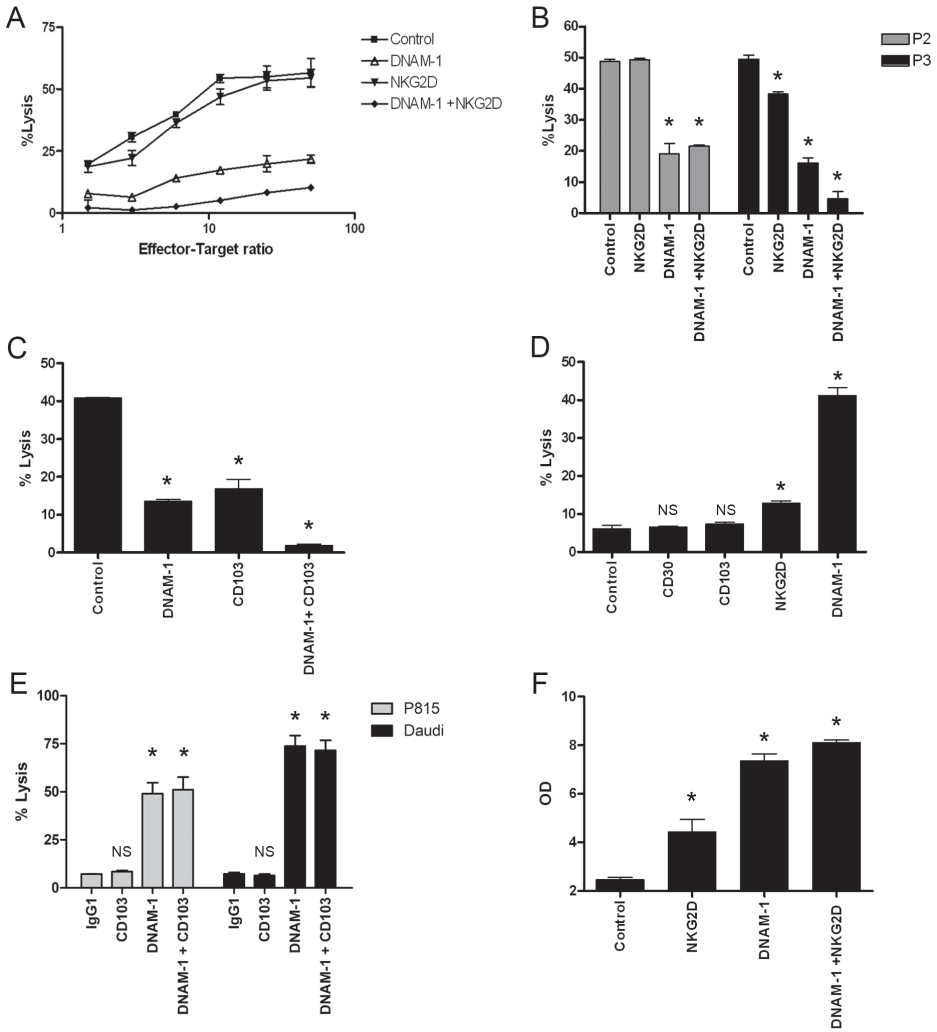 A
75
50
25
0
%Lysis
1
10
100
Effector-Target ratio
Control
DNAM-1
NKG2D
DNAM-1 +NKG2D
B
60
50
40
30
20
10
0
%Lysis
P2
P3
*
*
*
*
*
Control
NKG2D
DNAM-1
DNAM-1 +NKG2D
Control
NKG2D
DNAM-1
DNAM-1 +NKG2D
C
50
40
30
20
10
0
% Lysis
*
*
*
Control
DNAM-1
CD103
DNAM-1+ CD103
D
50
40
30
20
10
0
% Lysis
NS
NS
*
*
Control
CD30
CD103
NKG2D
DNAM-1
E
100
75
50
25
0
% Lysis
P815
Daudi
NS
*
*
NS
*
*
IgG1
CD103
DNAM-1
DNAM-1 + CD103
IgG1
CD103
DNAM-1
DNAM-1 + CD103
F
10
8
6
4
2
OD
*
*
*
Control
NKG2D
DNAM-1
DNAM-1 +NKG2D